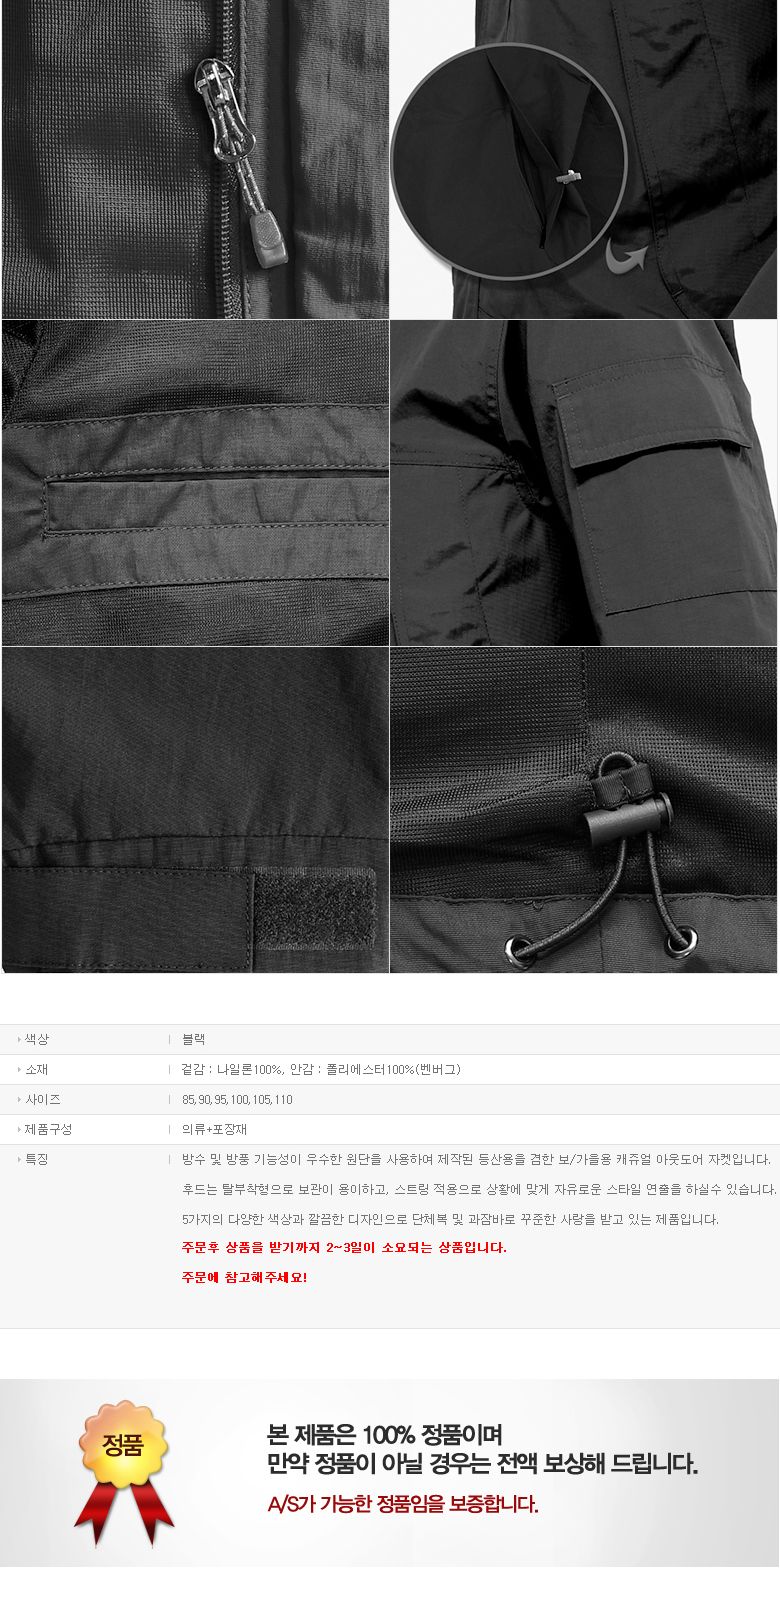 색상
블랙
소재
겉감 : 나일론100%, 안감 : 폴리에스터100%(벤버그)
사이즈
85,90,95,100,105,110
제품구성
의류+포장재
특징
방수 및 방풍 기능성이 우수한 원단을 사용하여 제작된 등산용을 겸한 보/가을용 캐쥬얼 아웃도어 자켓입니다.
후드는 탈부착형으로 보관이 용이하고, 스트링 적용으로 상황에 맞게 자유로운 스타일 연출을 하실수 있습니다.
5가지의 다양한 색상과 깔끔한 디자인으로 단체복 및 과잠바로 꾸준한 사랑을 받고 있는 제품입니다.
주문후 상품을 받기까지 2~3일이 소요되는 상품입니다.
주문에 참고해주세요!
정품
본 제품은 100% 정품이며
만약 정품이 아닐 경우는 전액 보상해 드립니다.
A/S가 가능한 정품임을 보증합니다.